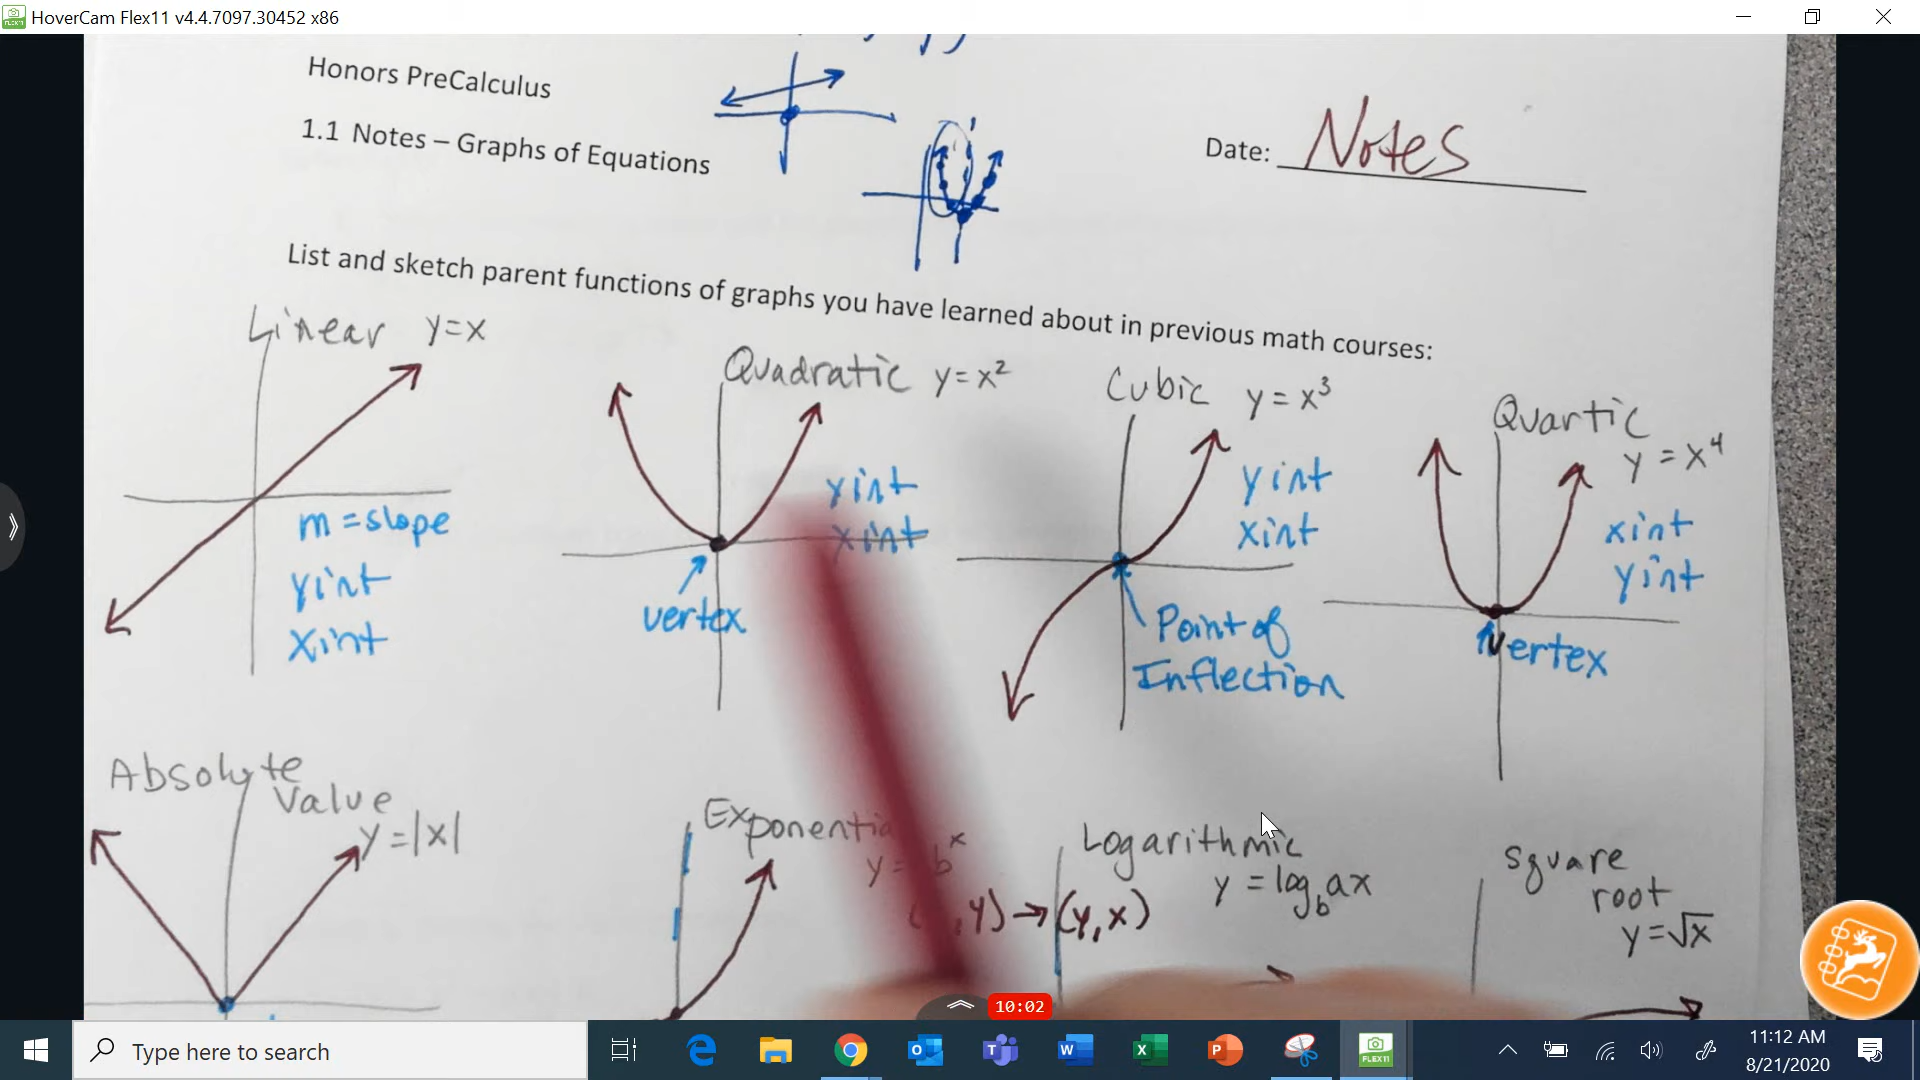 HoverCam Flex11 v4.4.7097.30452 x86
Honors PreCalculus
1.1 Notes – Graphs of Equations
Date: Notes
List and sketch parent functions of graphs you have learned about in previous math courses:
Linear y=x
m = slope
yint
xint
Quadratic y=x²
yint
xint
vertex
Cubic y = x³
yint
xint
Point of
Inflection
Quartic
y = x⁴
xint
yint
Vertex
Absolute
Value
y=|x|
Exponentia
y = b^x
,y)→(y,x)
Logarithmic
y = log_b ax
square
root
y=√x
10:02
Type here to search
11:12 AM
8/21/2020
FLEX11